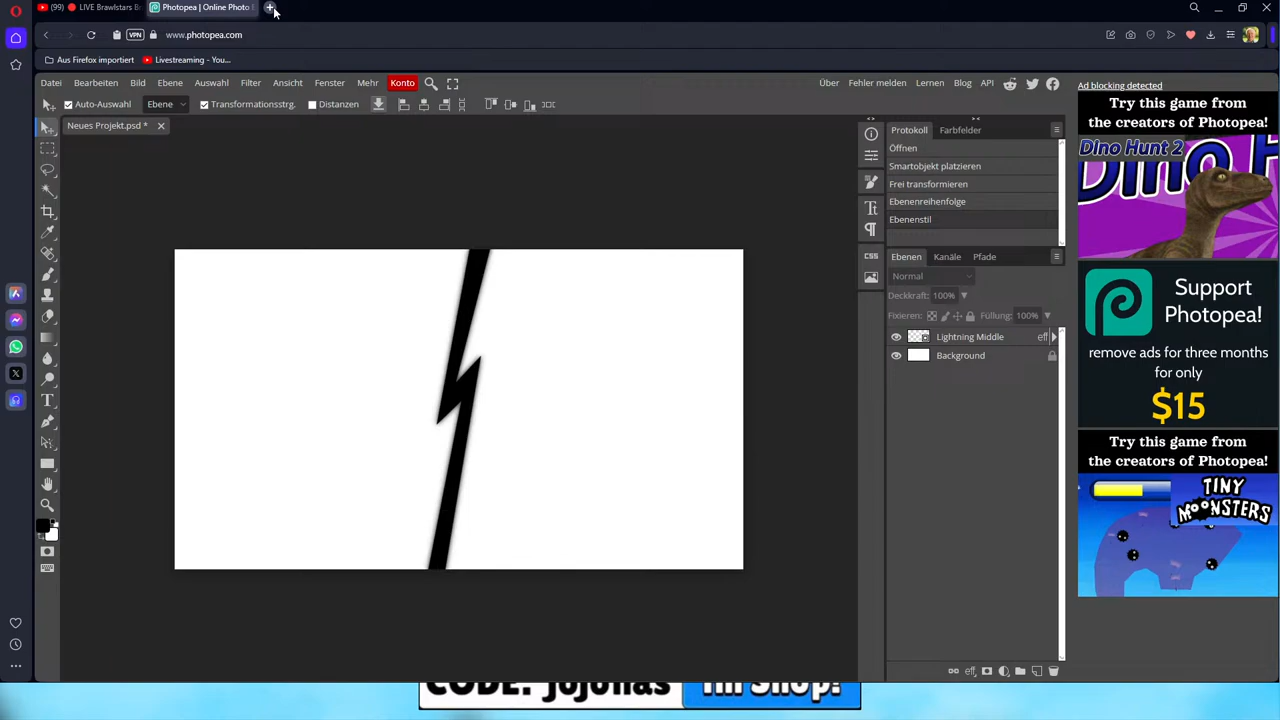 (99) 🔴 LIVE Brawlstars B
Photopea | Online Photo E
VPN
www.photopea.com
Aus Firefox importiert
Livestreaming - You...
Datei Bearbeiten Bild Ebene Auswahl Filter Ansicht Fenster Mehr Konto
Über Fehler melden Lernen Blog API
Auto-Auswahl Ebene Transformationsstrg. Distanzen
Neues Projekt.psd *
Protokoll Farbfelder
Öffnen
Smartobjekt platzieren
Frei transformieren
Ebenenreihenfolge
Ebenenstil
CSS
Ebenen Kanäle Pfade
Normal
Deckkraft: 100%
Fixieren: Füllung: 100%
Lightning Middle eff
Background
eff
Ad blocking detected
Try this game from
the creators of Photopea!
Dino Hunt 2
Support
Photopea!
remove ads for three months
for only
$15
Try this game from
the creators of Photopea!
TINY
MOONSTERS
CODE: jojonas
im Shop!